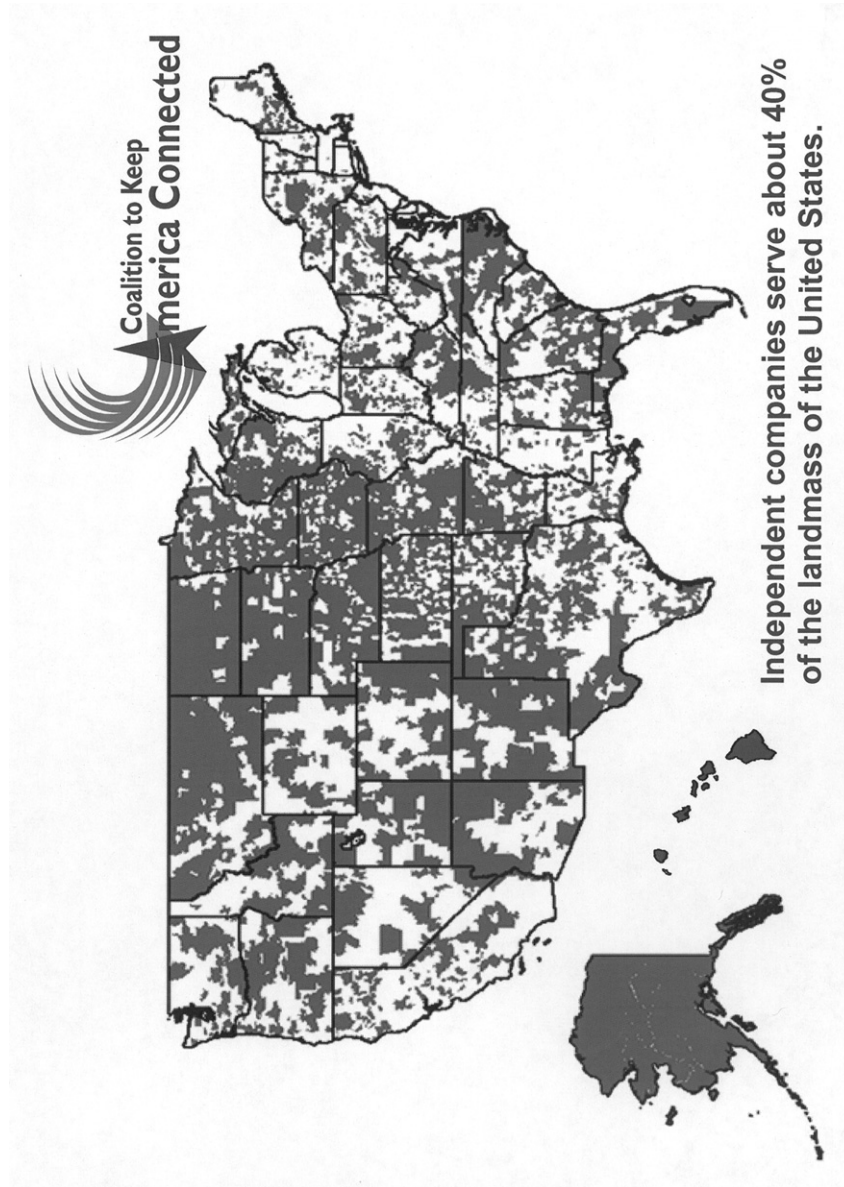 Coalition to Keep
merica Connected
Independent companies serve about 40%
of the landmass of the United States.